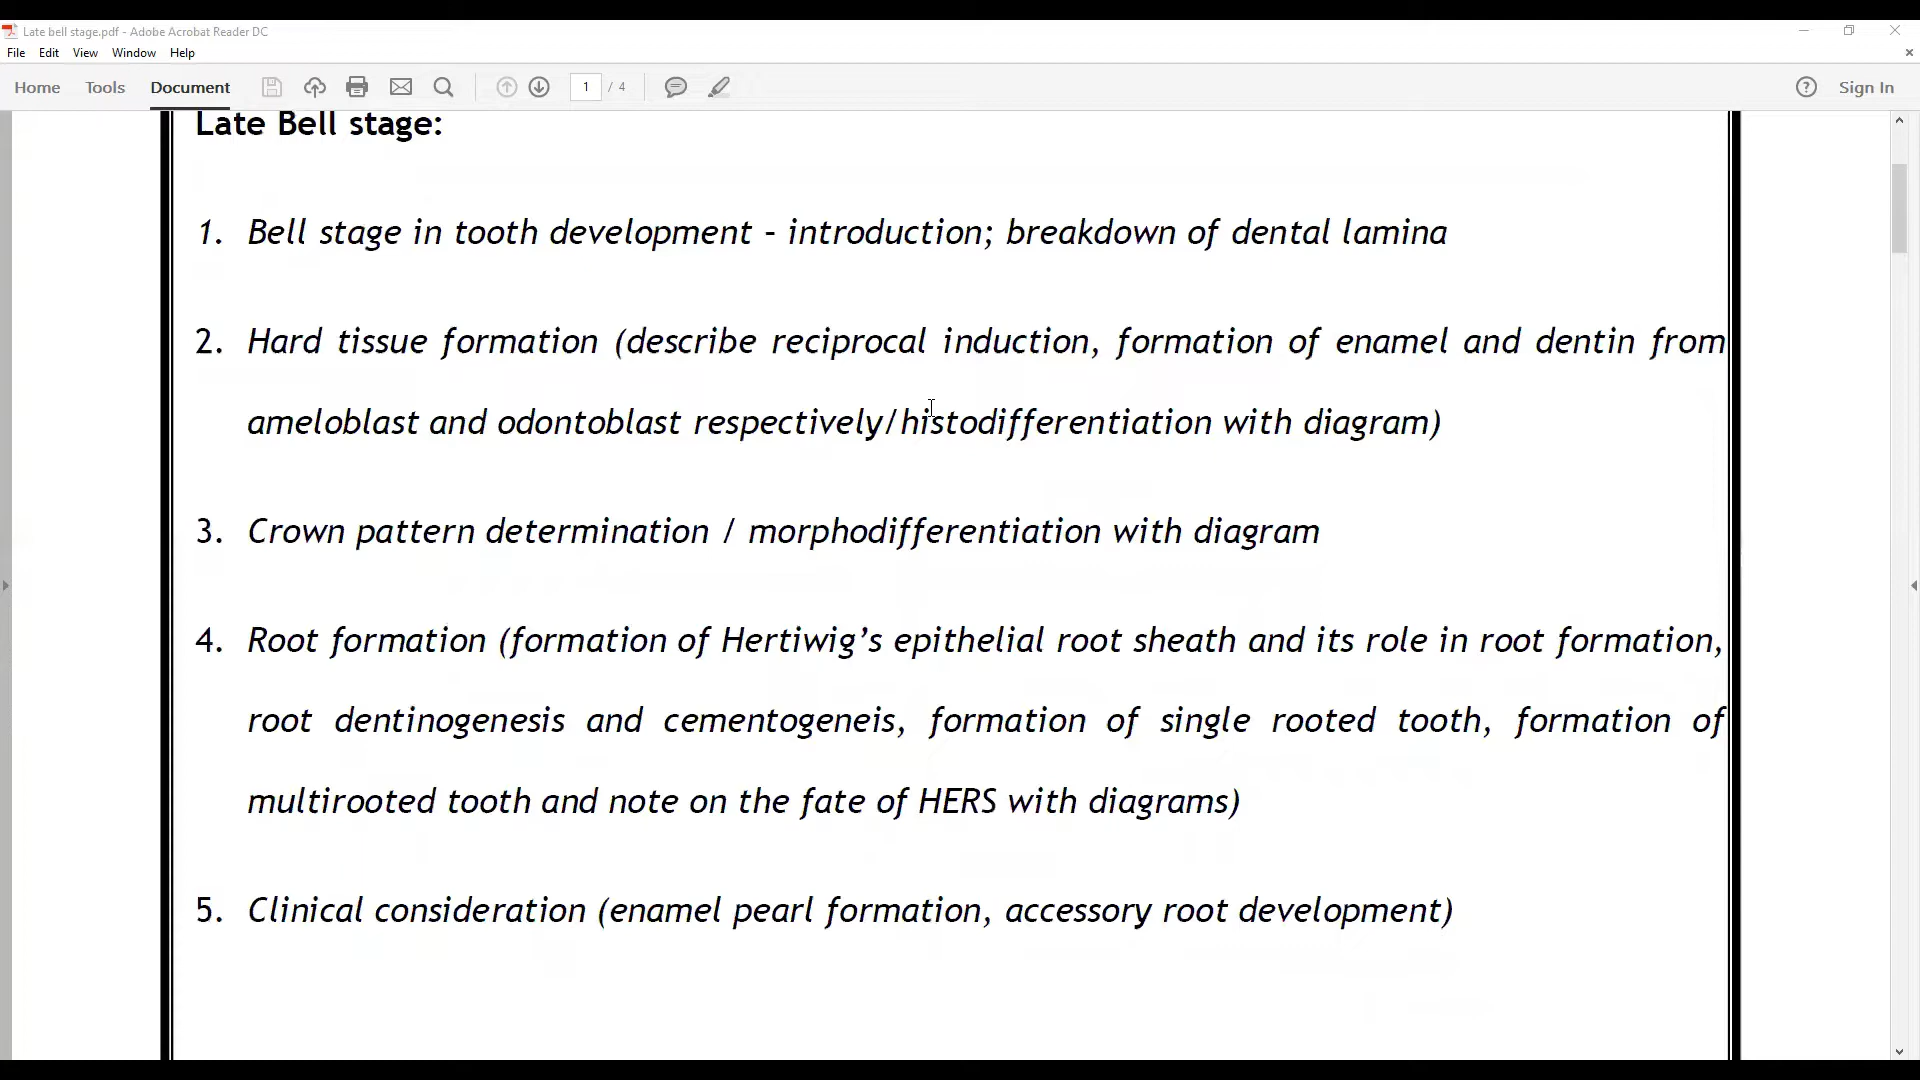 Late bell stage.pdf - Adobe Acrobat Reader DC
File Edit View Window Help
Home Tools Document 1 / 4 Sign In
Late Bell stage:
1. Bell stage in tooth development – introduction; breakdown of dental lamina
2. Hard tissue formation (describe reciprocal induction, formation of enamel and dentin from
ameloblast and odontoblast respectively/histodifferentiation with diagram)
3. Crown pattern determination / morphodifferentiation with diagram
4. Root formation (formation of Hertiwig’s epithelial root sheath and its role in root formation,
root dentinogenesis and cementogeneis, formation of single rooted tooth, formation of
multirooted tooth and note on the fate of HERS with diagrams)
5. Clinical consideration (enamel pearl formation, accessory root development)